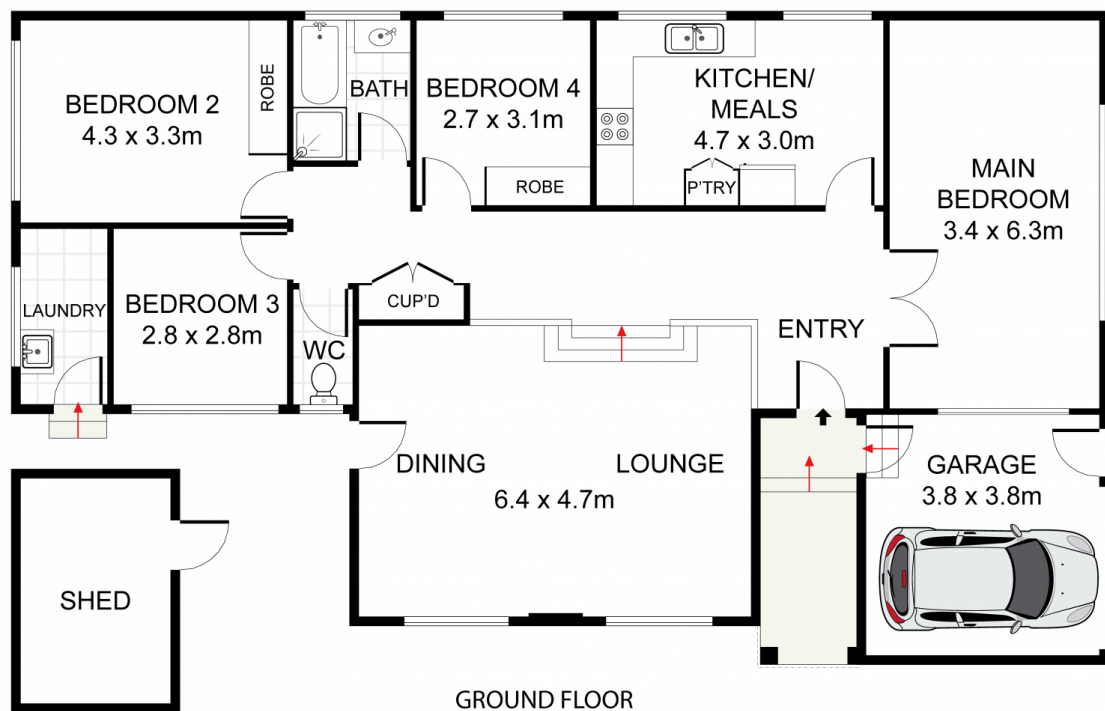 BEDROOM 2
4.3 x 3.3m
ROBE
BATH
BEDROOM 4
2.7 x 3.1m
ROBE
KITCHEN/
MEALS
4.7 x 3.0m
P'TRY
MAIN
BEDROOM
3.4 x 6.3m
LAUNDRY
BEDROOM 3
2.8 x 2.8m
WC
CUP'D
ENTRY
DINING
LOUNGE
6.4 x 4.7m
GARAGE
3.8 x 3.8m
SHED
GROUND FLOOR